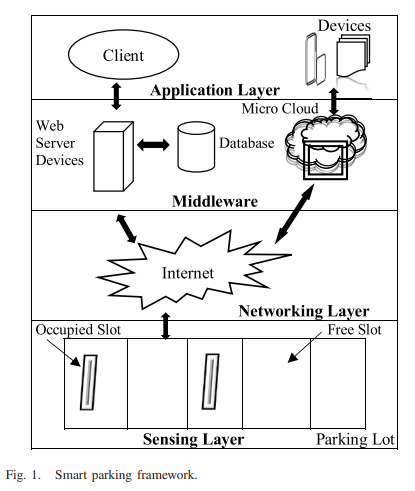 Devices
Client
Application Layer
Micro Cloud
Web
Server
Devices
Database
Middleware
Internet
Networking Layer
Occupied Slot
Free Slot
Sensing Layer
Parking Lot
Fig. 1. Smart parking framework.